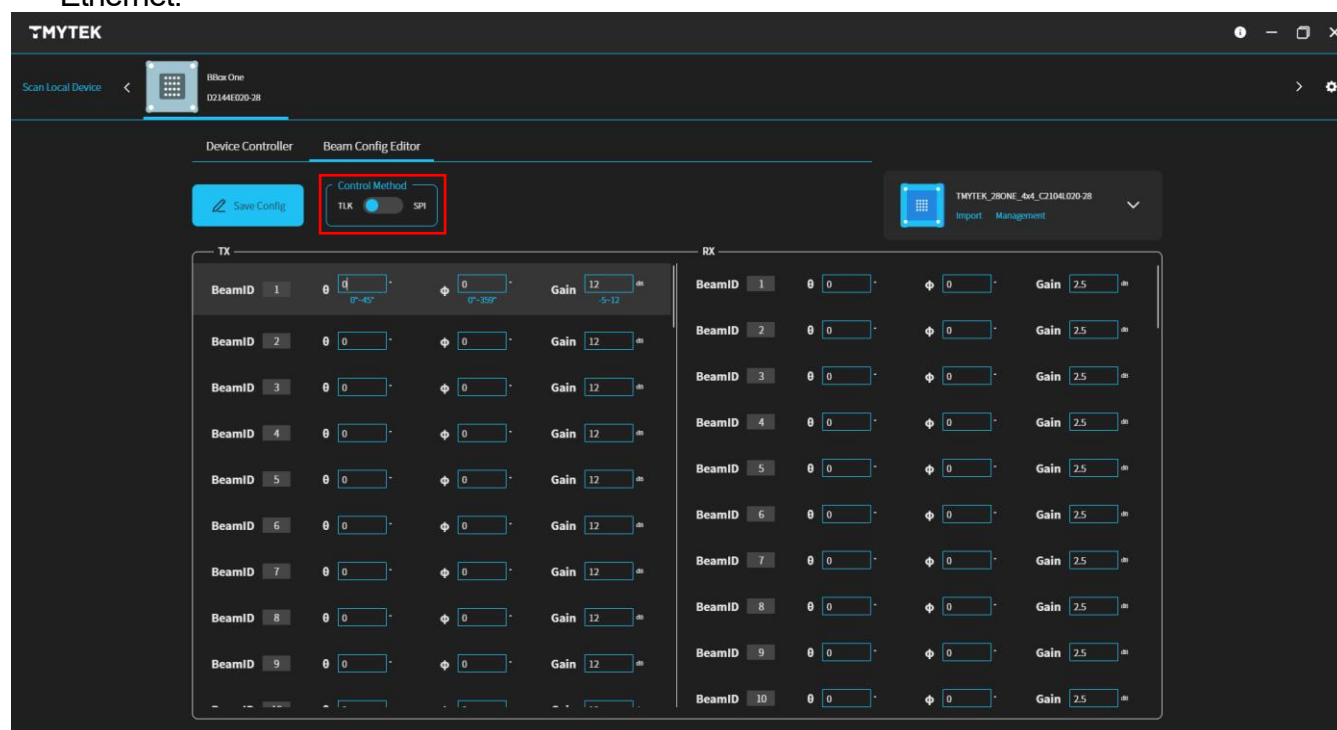 Ethernet.
TMYTEK
Scan Local Device
BBox One
D2144E020-28
Device Controller Beam Config Editor
Save Config
Control Method
TLK SPI
TMYTEK_28ONE_4x4_C2104L020-28
Import Management
TX
BeamID 1 θ 0 ° ϕ 0 ° Gain 12 dB
0°~45° 0°~359° -5~12
BeamID 2 θ 0 ° ϕ 0 ° Gain 12 dB
BeamID 3 θ 0 ° ϕ 0 ° Gain 12 dB
BeamID 4 θ 0 ° ϕ 0 ° Gain 12 dB
BeamID 5 θ 0 ° ϕ 0 ° Gain 12 dB
BeamID 6 θ 0 ° ϕ 0 ° Gain 12 dB
BeamID 7 θ 0 ° ϕ 0 ° Gain 12 dB
BeamID 8 θ 0 ° ϕ 0 ° Gain 12 dB
BeamID 9 θ 0 ° ϕ 0 ° Gain 12 dB
RX
BeamID 1 θ 0 ° ϕ 0 ° Gain 2.5 dB
BeamID 2 θ 0 ° ϕ 0 ° Gain 2.5 dB
BeamID 3 θ 0 ° ϕ 0 ° Gain 2.5 dB
BeamID 4 θ 0 ° ϕ 0 ° Gain 2.5 dB
BeamID 5 θ 0 ° ϕ 0 ° Gain 2.5 dB
BeamID 6 θ 0 ° ϕ 0 ° Gain 2.5 dB
BeamID 7 θ 0 ° ϕ 0 ° Gain 2.5 dB
BeamID 8 θ 0 ° ϕ 0 ° Gain 2.5 dB
BeamID 9 θ 0 ° ϕ 0 ° Gain 2.5 dB
BeamID 10 θ 0 ° ϕ 0 ° Gain 2.5 dB